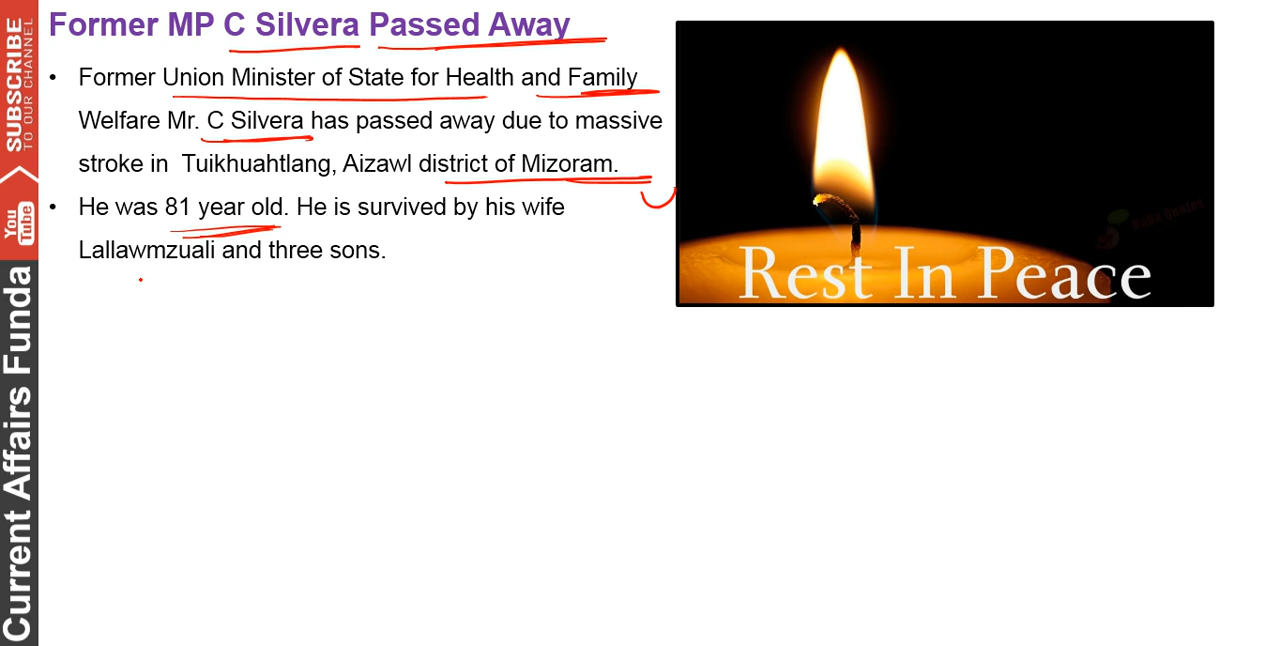 Former MP C Silvera Passed Away
• Former Union Minister of State for Health and Family
Welfare Mr. C Silvera has passed away due to massive
stroke in Tuikhuahtlang, Aizawl district of Mizoram.
• He was 81 year old. He is survived by his wife
Lallawmzuali and three sons.
Rest In Peace
SUBSCRIBE
TO OUR CHANNEL
You
Tube
Current Affairs Funda